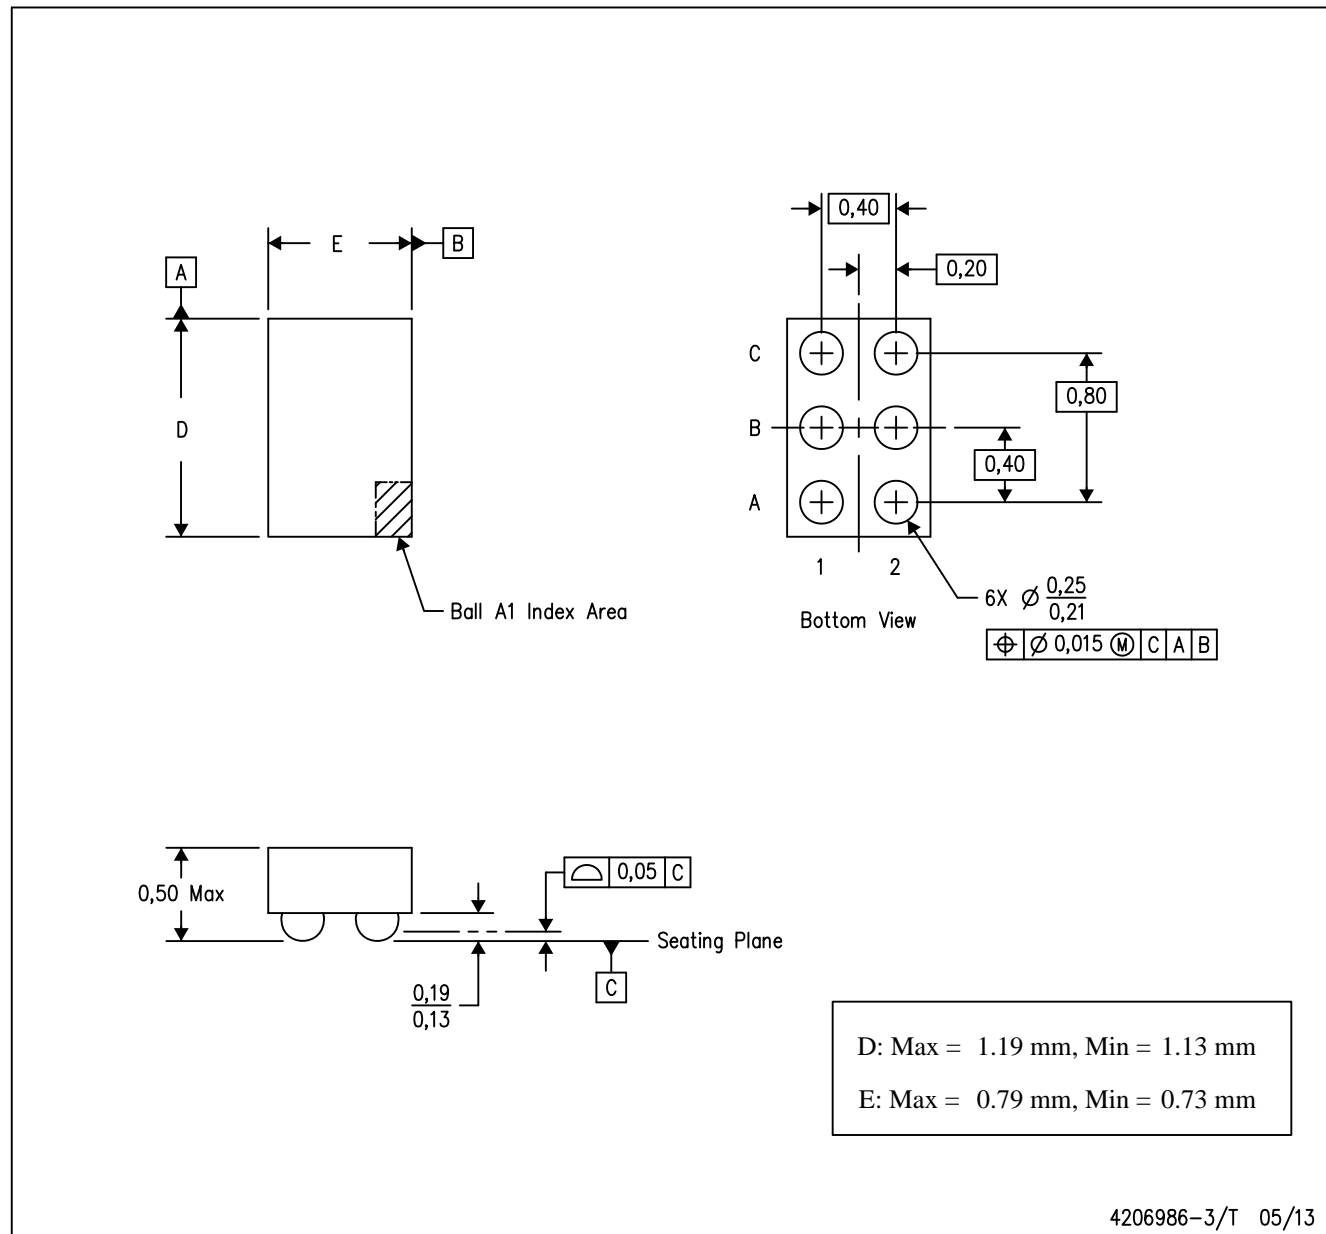 0,40
E
B
0,20
A
C
0,80
D
B
0,40
A
1 2
6X Ø 0,25
0,21
Ball A1 Index Area
Bottom View
⌖ Ø 0,015 Ⓜ C A B
0,05 C
0,50 Max
Seating Plane
C
0,19
0,13
D: Max = 1.19 mm, Min = 1.13 mm
E: Max = 0.79 mm, Min = 0.73 mm
4206986-3/T 05/13